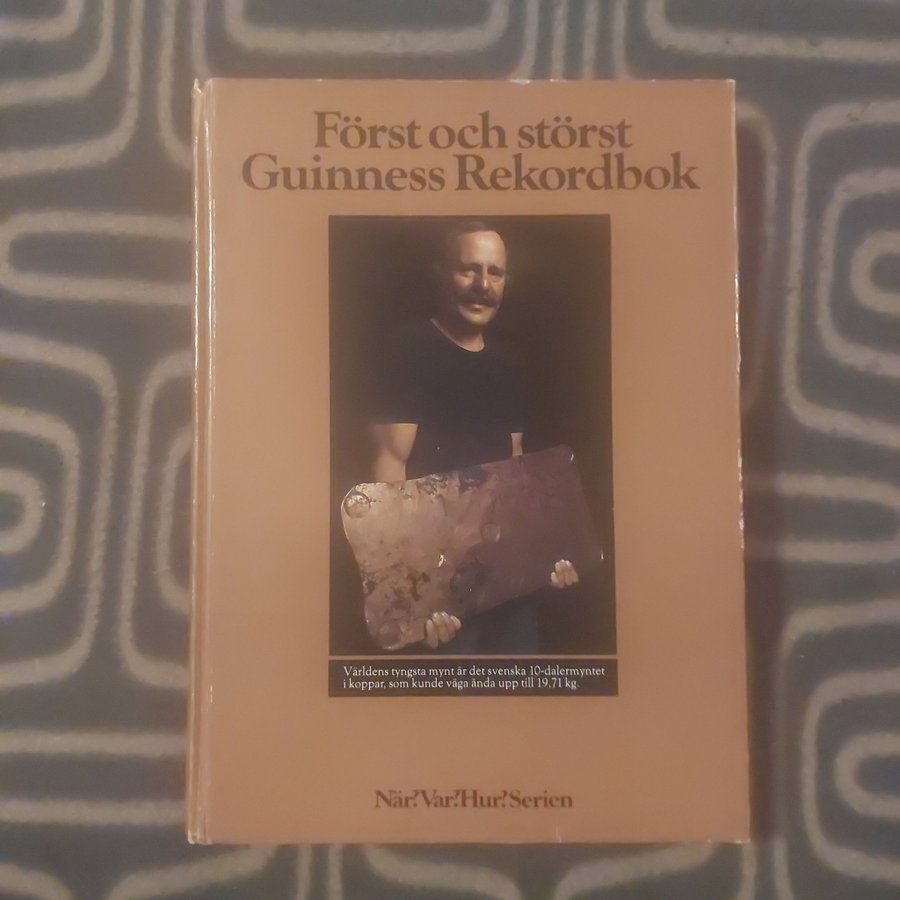 Först och störst
Guinness Rekordbok
Världens tyngsta mynt är det svenska 10-dalermyntet
i koppar, som kunde väga ända upp till 19,71 kg.
När?Var?Hur?Serien